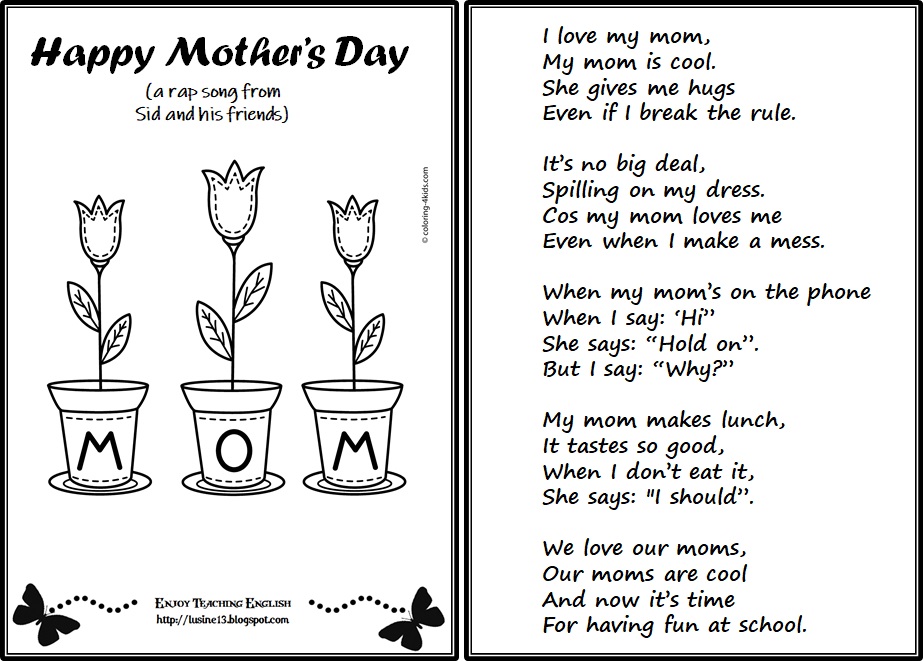 Happy Mother's Day
(a rap song from
Sid and his friends)
© coloring-4kids.com
M O M
ENJOY TEACHING ENGLISH
http://lusine13.blogspot.com
I love my mom,
My mom is cool.
She gives me hugs
Even if I break the rule.
It's no big deal,
Spilling on my dress.
Cos my mom loves me
Even when I make a mess.
When my mom's on the phone
When I say: ‘Hi”
She says: “Hold on”.
But I say: “Why?”
My mom makes lunch,
It tastes so good,
When I don't eat it,
She says: "I should”.
We love our moms,
Our moms are cool
And now it's time
For having fun at school.